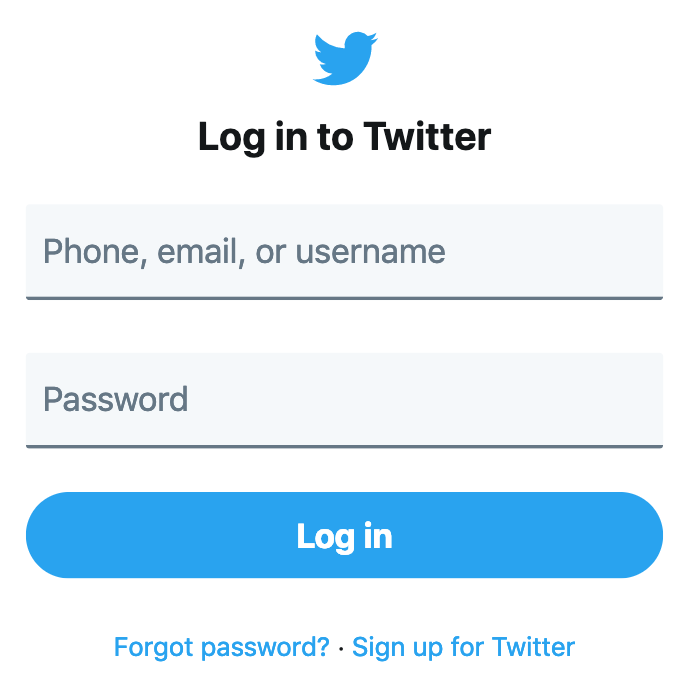 Log in to Twitter
Phone, email, or username
Password
Log in
Forgot password? · Sign up for Twitter